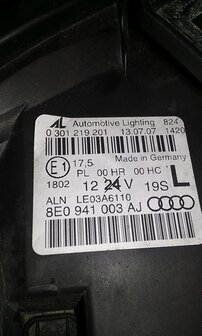 AL Automotive Lighting 824
0 301 219 201 13.07.07 1420
E1 17,5 Made in Germany
PL 00 HR 00 HC
1802 12 24 V 19S L
ALN LE03A6110
8E0 941 003 AJ